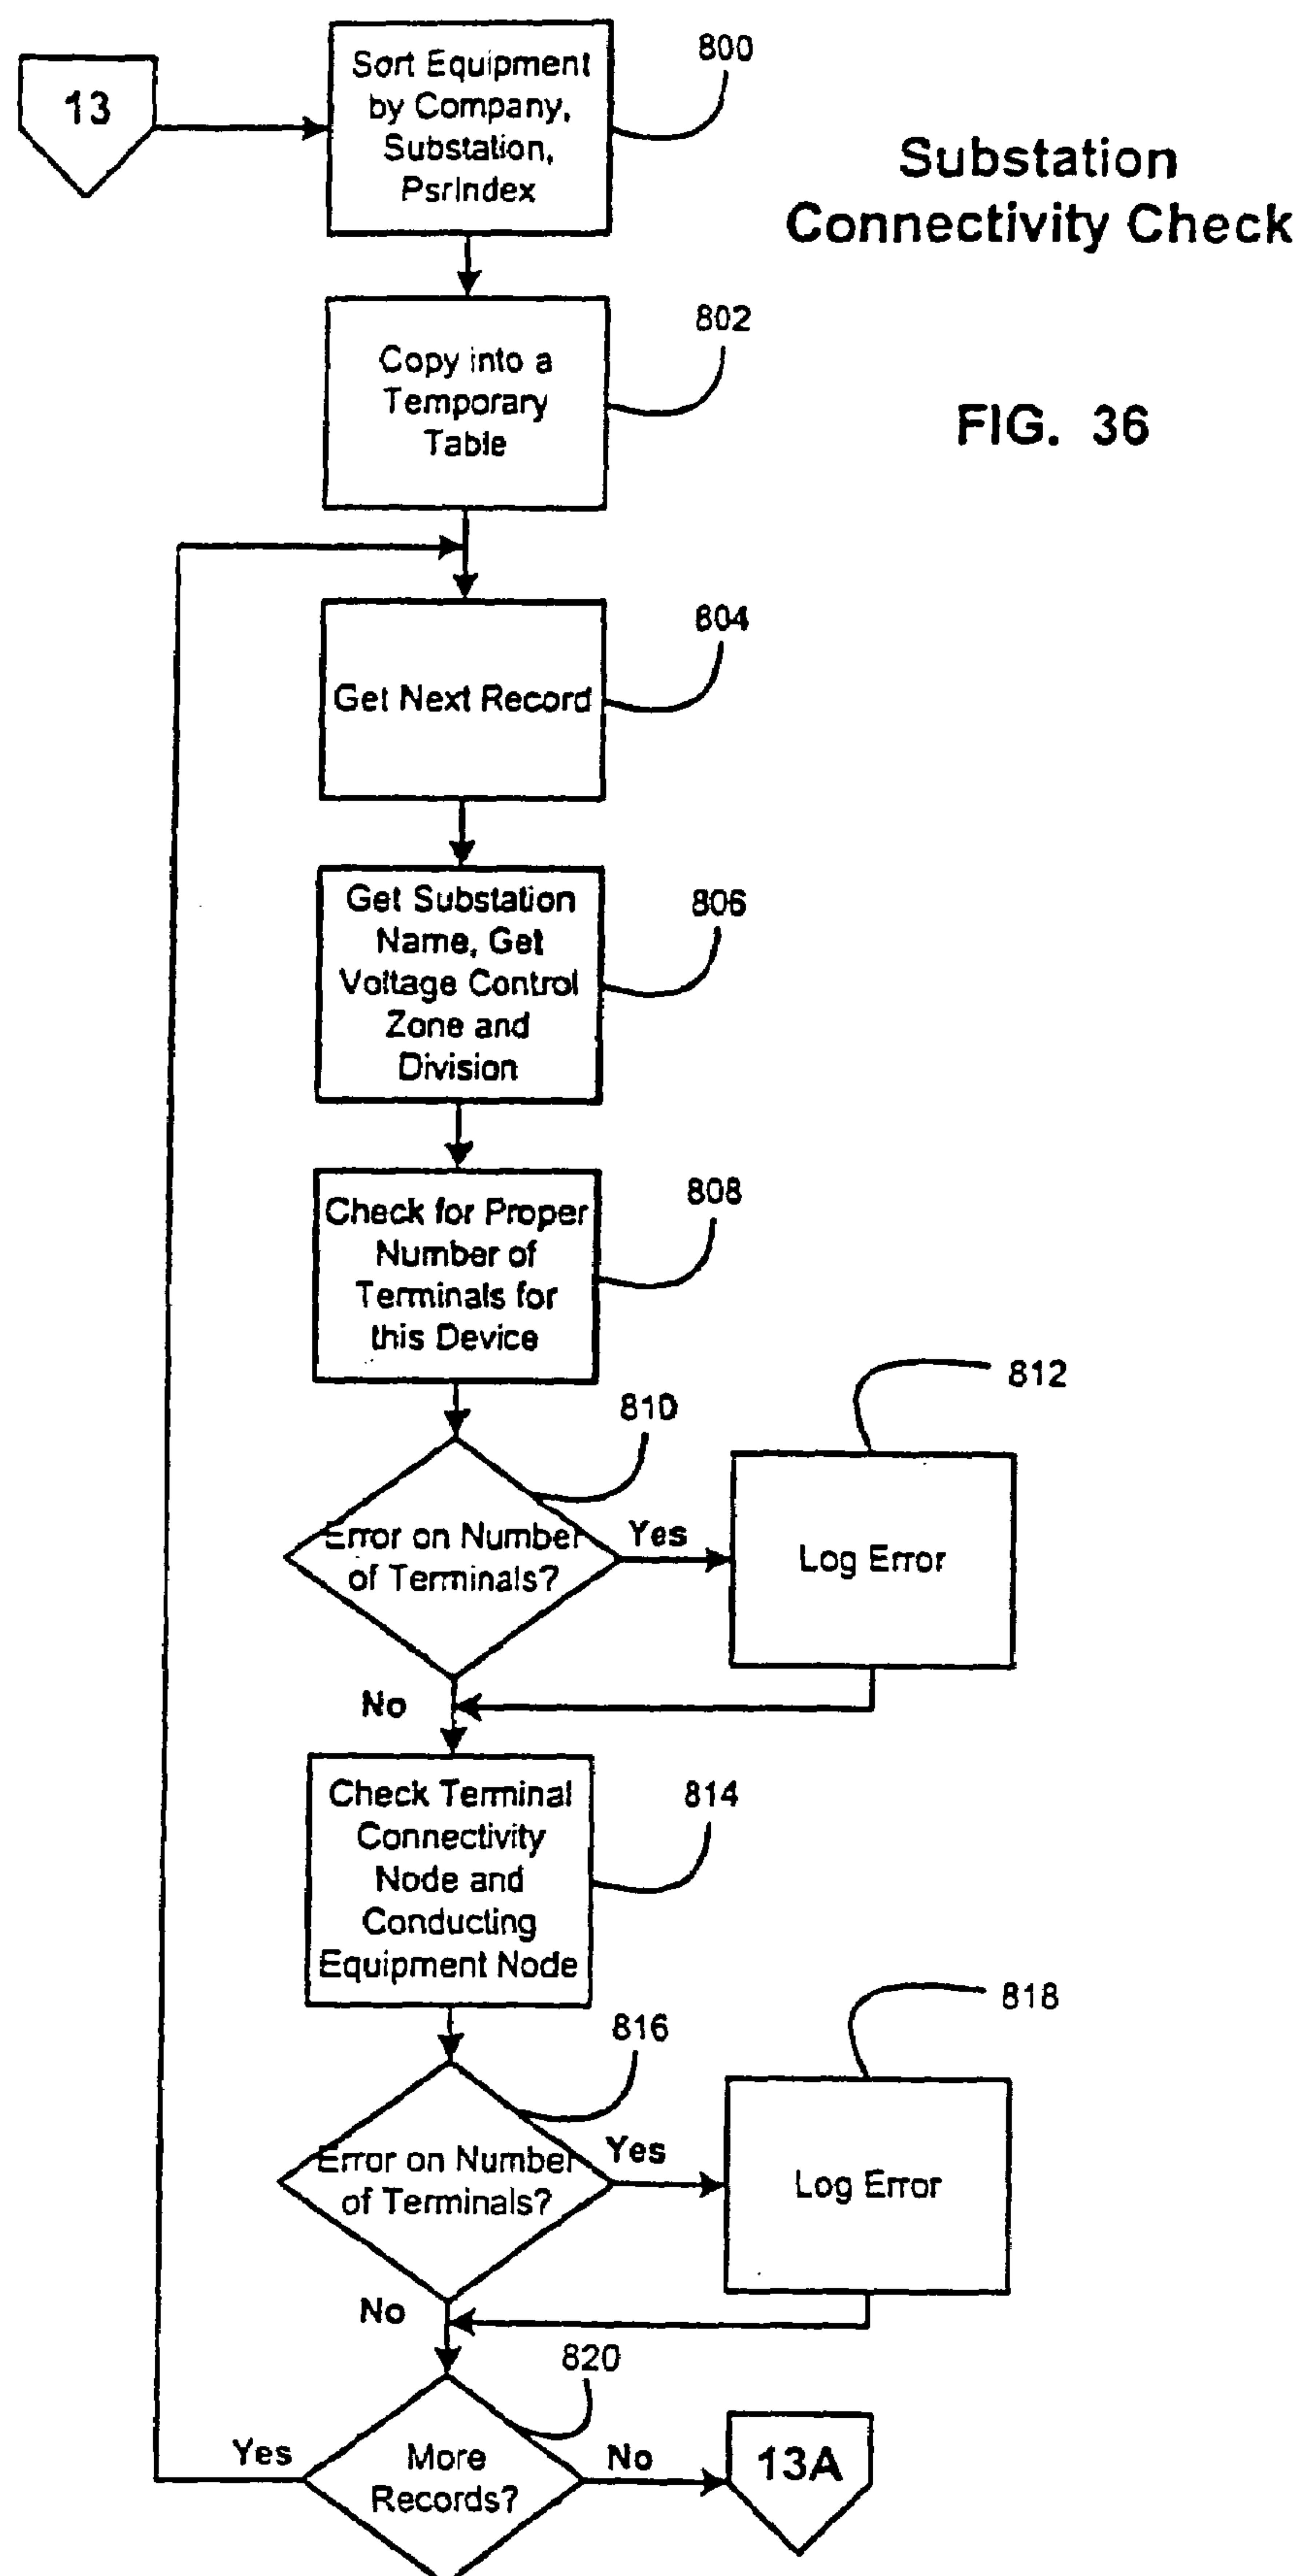 13
Sort Equipment
by Company,
Substation,
PsrIndex
800
Substation
Connectivity Check
Copy into a
Temporary
Table
802
FIG. 36
Get Next Record
804
Get Substation
Name, Get
Voltage Control
Zone and
Division
806
Check for Proper
Number of
Terminals for
this Device
808
810
812
Error on Number
of Terminals?
Yes
Log Error
No
Check Terminal
Connectivity
Node and
Conducting
Equipment Node
814
816
818
Error on Number
of Terminals?
Yes
Log Error
No
820
Yes
More
Records?
No
13A